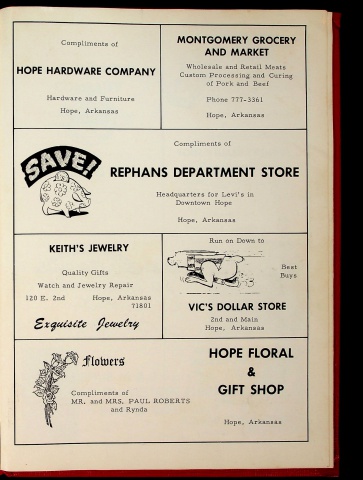 Compliments of
HOPE HARDWARE COMPANY
Hardware and Furniture
Hope, Arkansas
MONTGOMERY GROCERY
AND MARKET
Wholesale and Retail Meats
Custom Processing and Curing
of Pork and Beef
Phone 777-3361
Hope, Arkansas
SAVE!
Compliments of
REPHANS DEPARTMENT STORE
Headquarters for Levi's in
Downtown Hope
Hope, Arkansas
KEITH'S JEWELRY
Quality Gifts
Watch and Jewelry Repair
120 E. 2nd Hope, Arkansas
71801
Exquisite Jewelry
Run on Down to
Best
Buys
VIC'S DOLLAR STORE
2nd and Main
Hope, Arkansas
Flowers
Compliments of
MR. and MRS. PAUL ROBERTS
and Rynda
HOPE FLORAL
&
GIFT SHOP
Hope, Arkansas